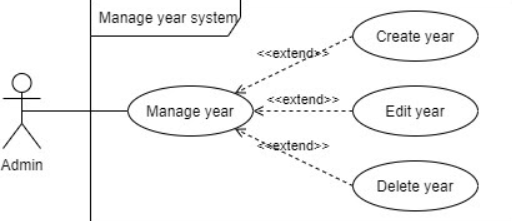 Manage year system
Create year
<<extend>>
Manage year
<<extend>>
Edit year
<<extend>>
Admin
Delete year